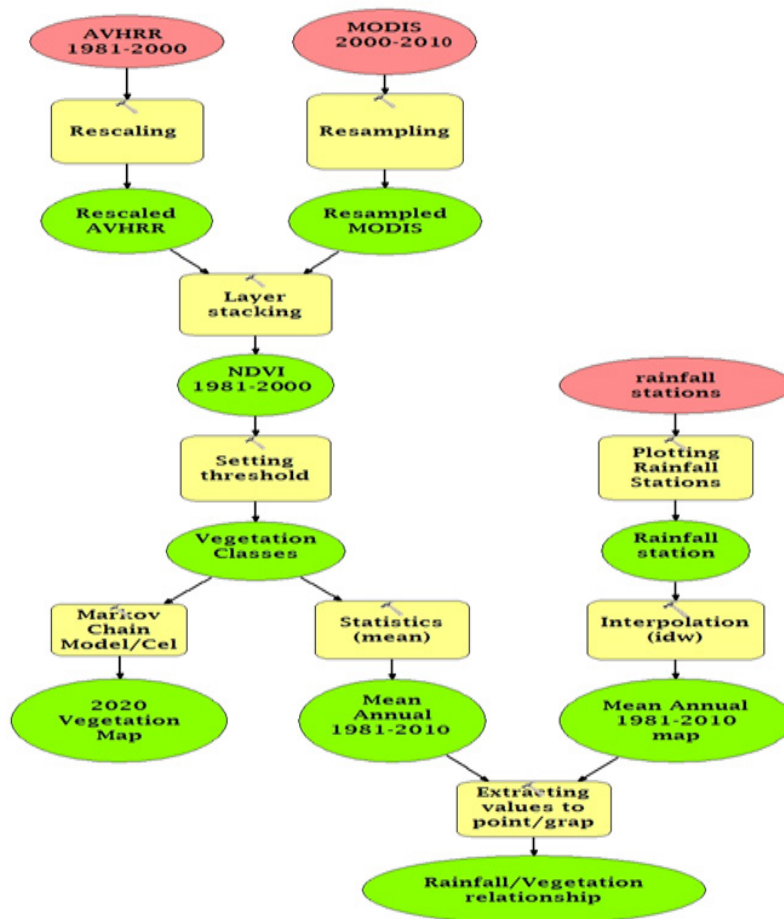 AVHRR
1981-2000
MODIS
2000-2010
Rescaling
Resampling
Rescaled
AVHRR
Resampled
MODIS
Layer
stacking
NDVI
1981-2000
rainfall
stations
Setting
threshold
Plotting
Rainfall
Stations
Vegetation
Classes
Rainfall
station
Markov
Chain
Model/Cel
Statistics
(mean)
Interpolation
(idw)
2020
Vegetation
Map
Mean
Annual
1981-2010
Mean Annual
1981-2010
map
Extracting
values to
point/grap
Rainfall/Vegetation
relationship